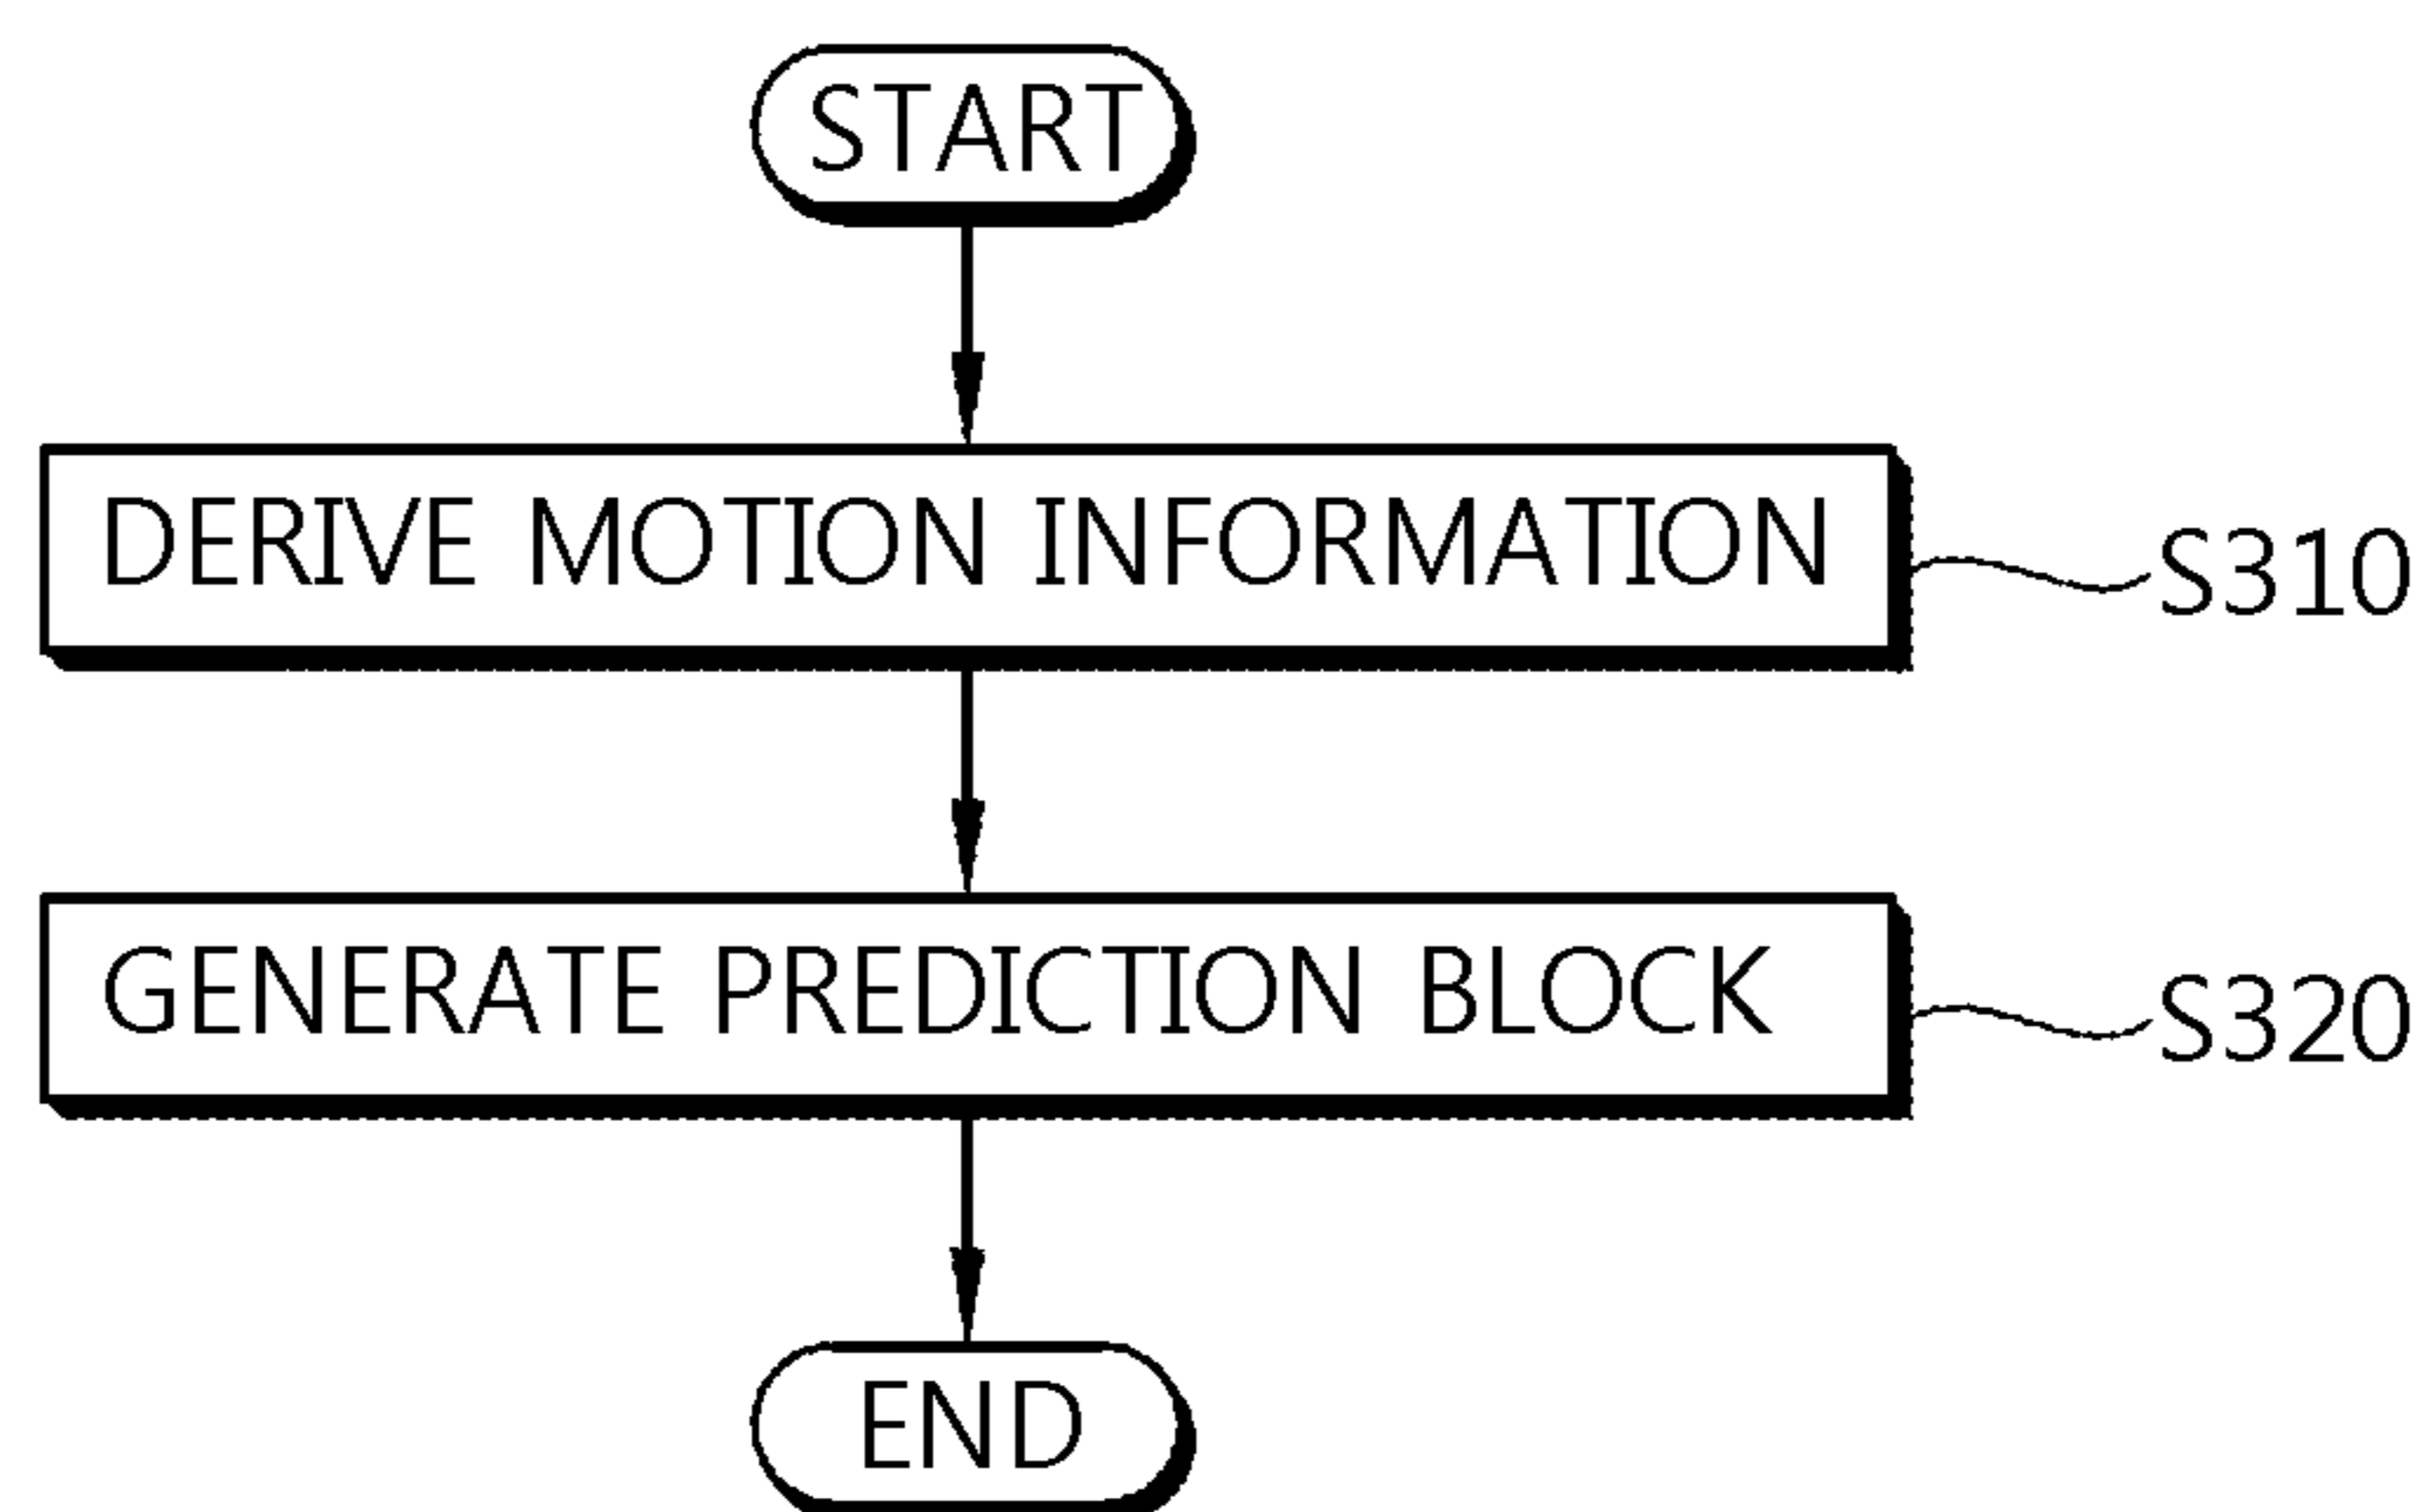 START
DERIVE MOTION INFORMATION
S310
GENERATE PREDICTION BLOCK
S320
END